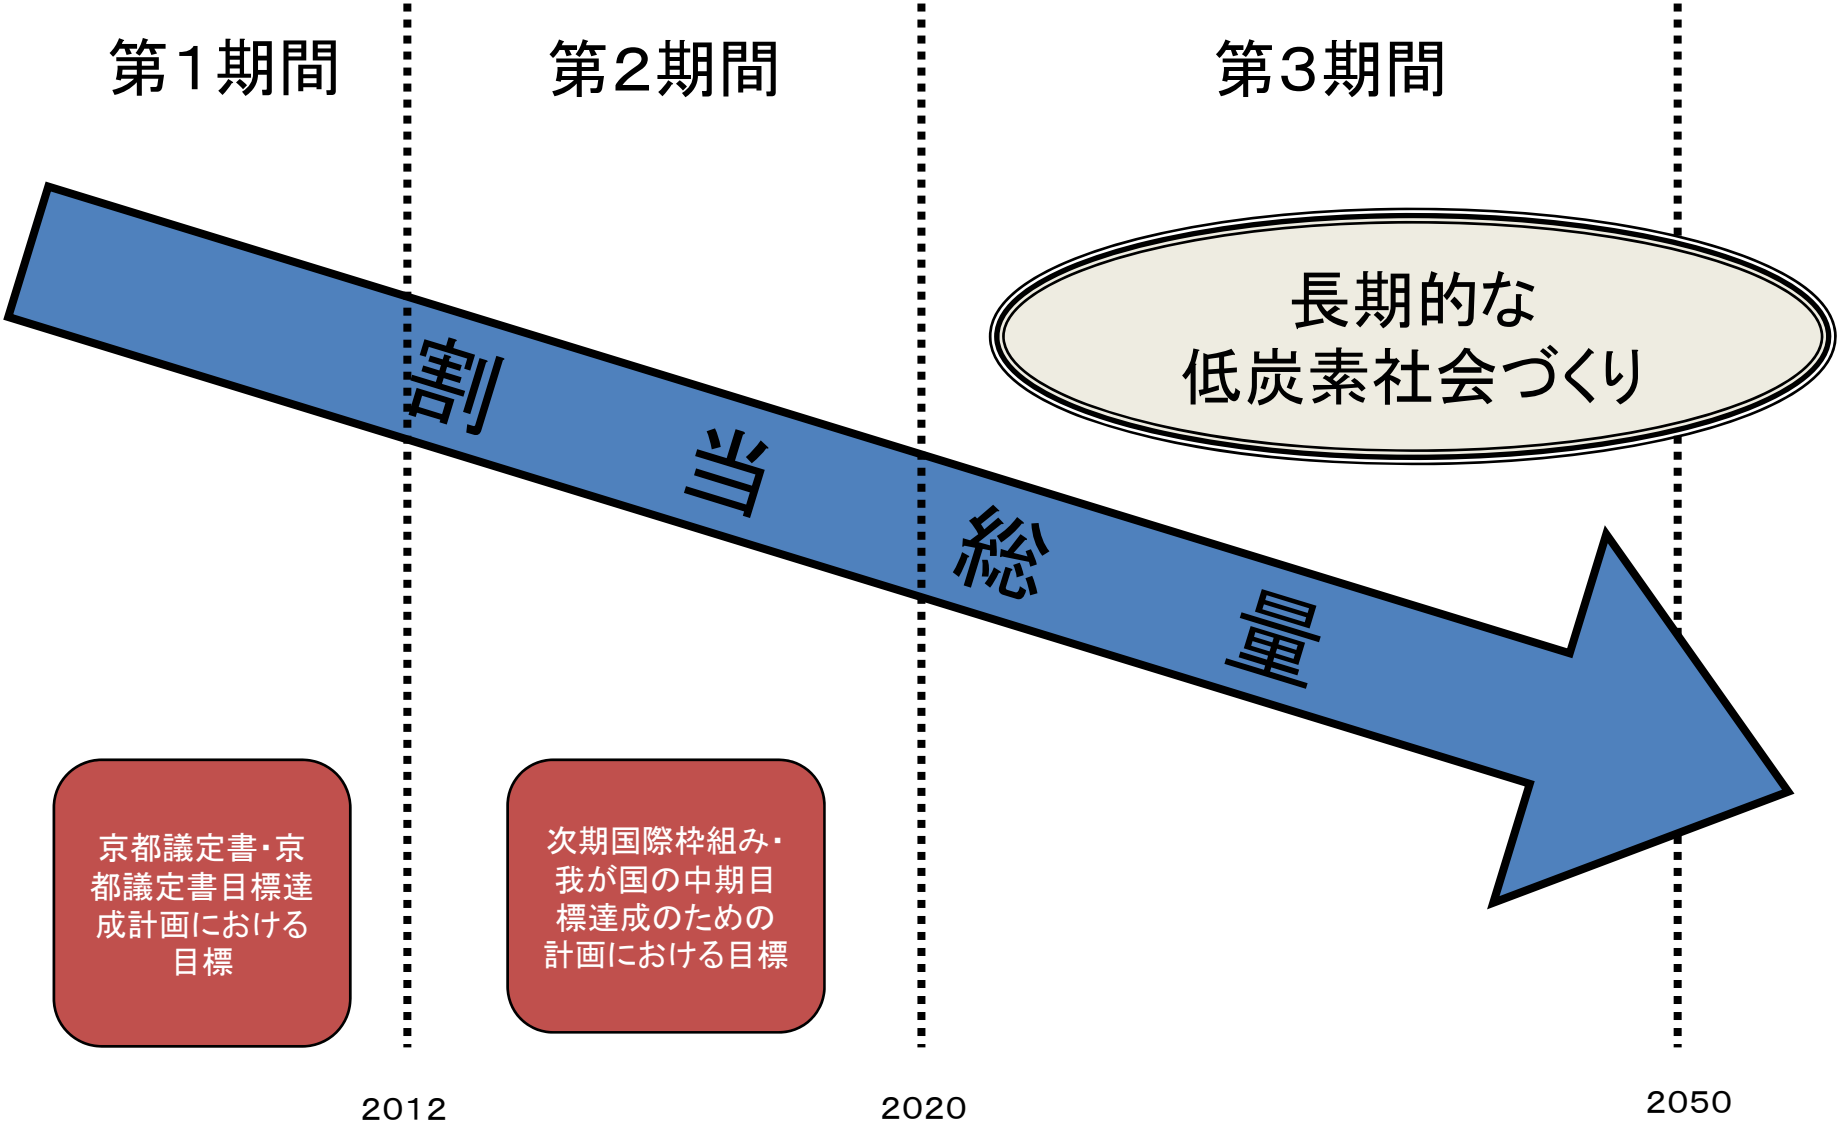 第１期間
第２期間
第３期間
長期的な
低炭素社会づくり
割当総量
京都議定書・京
都議定書目標達
成計画における
目標
次期国際枠組み・
我が国の中期目
標達成のための
計画における目標
2012
2020
2050